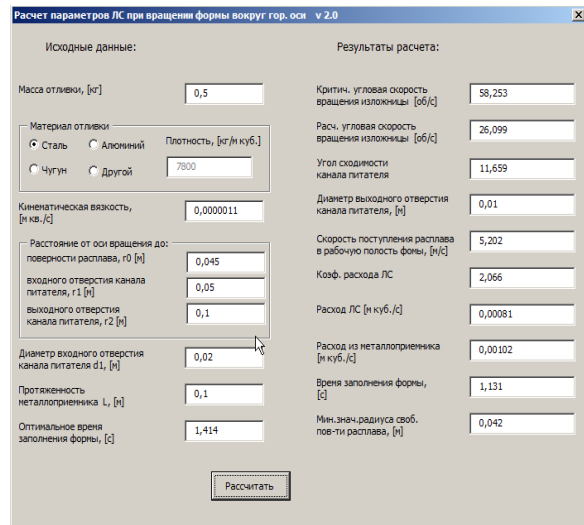 Расчет параметров ЛС при вращении формы вокруг гор. оси v 2.0
Исходные данные:
Масса отливки, [кг]
0,5
Материал отливки
Сталь
Алюминий
Чугун
Другой
Плотность, [кг/м куб.]
7800
Кинематическая вязкость,
[м кв./с]
0,0000011
Расстояние от оси вращения до:
поверности расплава, r0 [м]
0,045
входного отверстия канала
питателя, r1 [м]
0,05
выходного отверстия
канала питателя, r2 [м]
0,1
Диаметр входного отверстия
канала питателя d1, [м]
0,02
Протяженность
металлоприемника L, [м]
0,1
Оптимальное время
заполнения формы, [с]
1,414
Результаты расчета:
Критич. угловая скорость
вращения изложницы [об/с]
58,253
Расч. угловая скорость
вращения изложницы [об/с]
26,099
Угол сходимости
канала питателя
11,659
Диаметр выходного отверстия
канала питателя, [м]
0,01
Скорость поступления расплава
в рабочую полость фомы, [м/с]
5,202
Коэф. расхода ЛС
2,066
Расход ЛС [м куб./с]
0,00081
Расход из металлоприемника
[м куб./с]
0,00102
Время заполнения формы,
[с]
1,131
Мин.знач.радиуса своб.
пов-ти расплава, [м]
0,042
Рассчитать